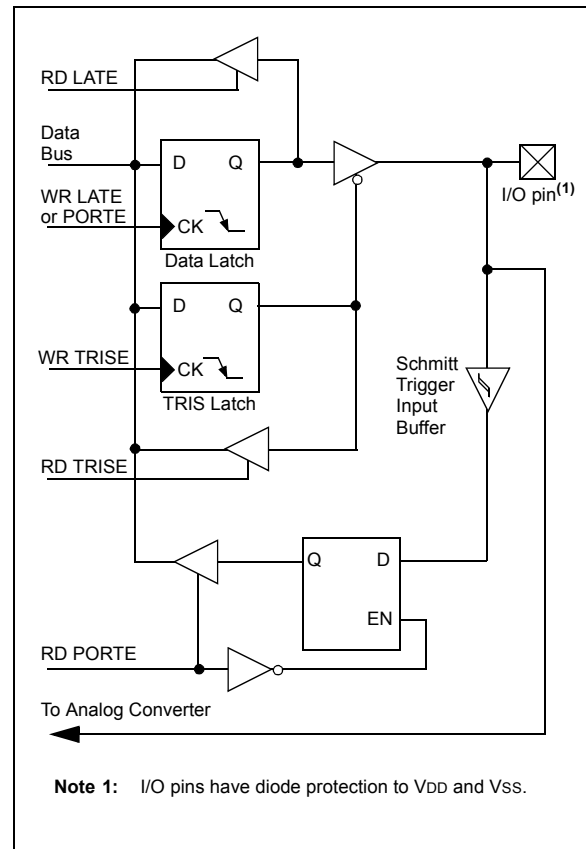 RD LATE
Data
Bus
D Q
WR LATE
or PORTE
CK
Data Latch
I/O pin(1)
D Q
WR TRISE
CK
TRIS Latch
Schmitt
Trigger
Input
Buffer
RD TRISE
Q D
EN
RD PORTE
To Analog Converter
Note 1: I/O pins have diode protection to VDD and VSS.